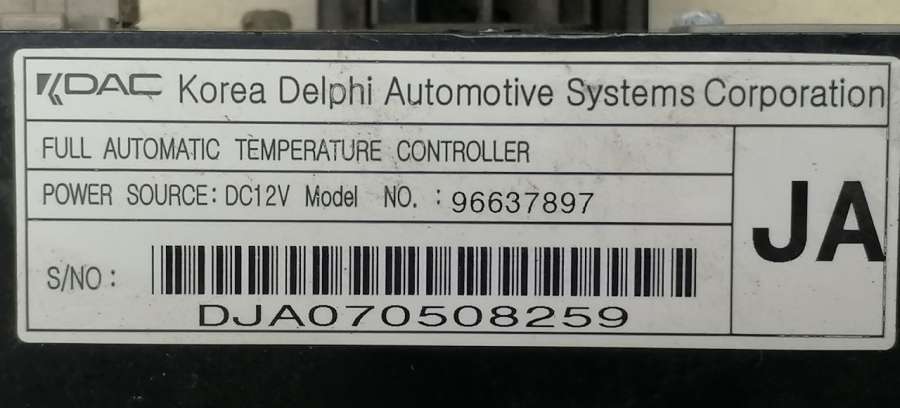 KDAC Korea Delphi Automotive Systems Corporation
FULL AUTOMATIC TEMPERATURE CONTROLLER
POWER SOURCE: DC12V Model NO. : 96637897
JA
S/NO :
DJA070508259